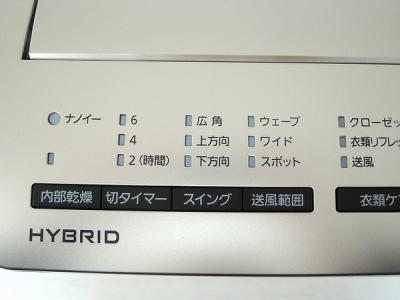 ナノイー 6 広角 ウェーブ クローゼッ
4 上方向 ワイド 衣類リフレッ
2(時間) 下方向 スポット 送風
内部乾燥 切タイマー スイング 送風範囲 衣類ケ
HYBRID